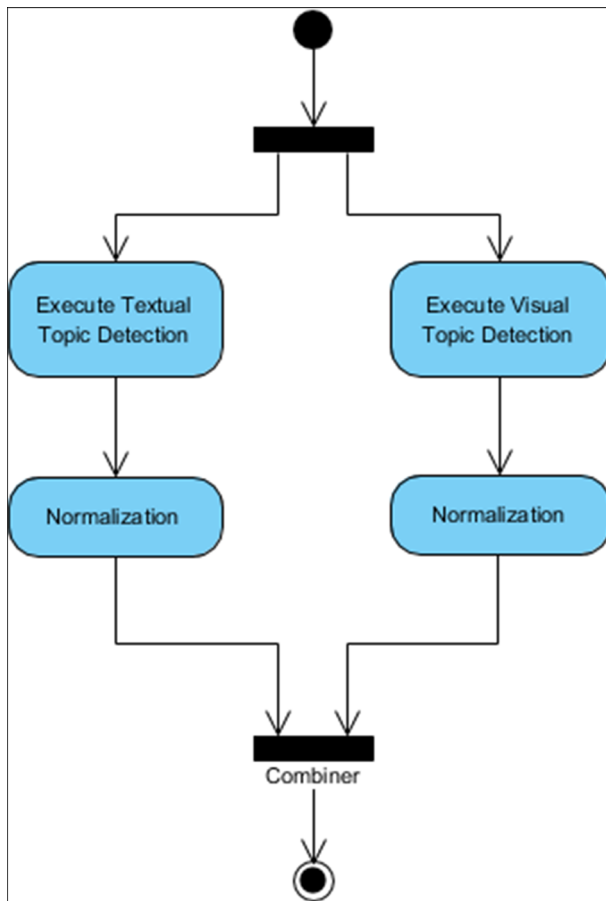 Execute Textual
Topic Detection
Execute Visual
Topic Detection
Normalization
Normalization
Combiner